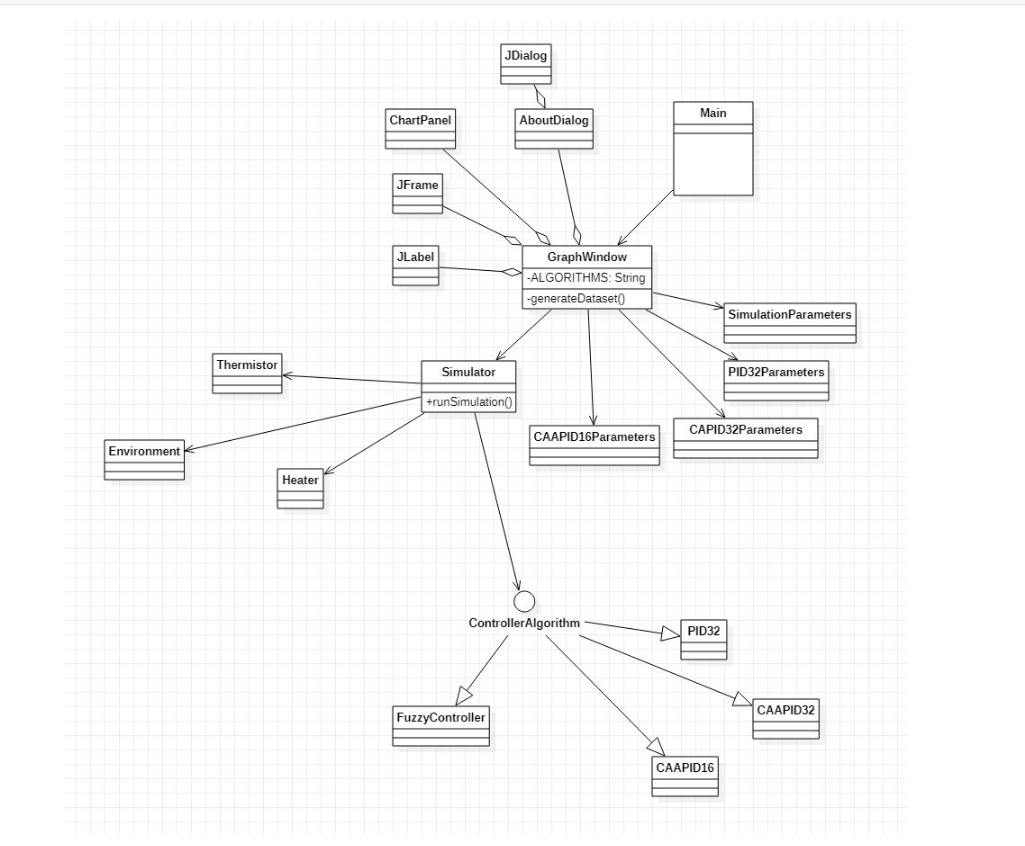 JDialog
ChartPanel
AboutDialog
Main
JFrame
JLabel
GraphWindow
-ALGORITHMS: String
-generateDataset()
SimulationParameters
Thermistor
Simulator
+runSimulation()
PID32Parameters
CAAPID16Parameters
CAPID32Parameters
Environment
Heater
ControllerAlgorithm
PID32
FuzzyController
CAAPID32
CAAPID16